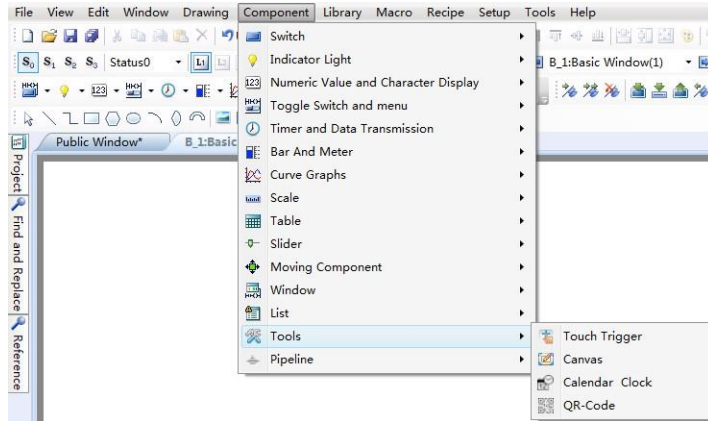 File View Edit Window Drawing Component Library Macro Recipe Setup Tools Help
S0 S1 S2 S3 Status0 L1 B_1:Basic Window(1)
Public Window* B_1:Basic
Project
Find and Replace
Reference
Switch
Indicator Light
123 Numeric Value and Character Display
Toggle Switch and menu
Timer and Data Transmission
Bar And Meter
Curve Graphs
Scale
Table
Slider
Moving Component
Window
List
Tools
Pipeline
Touch Trigger
Canvas
Calendar Clock
QR-Code